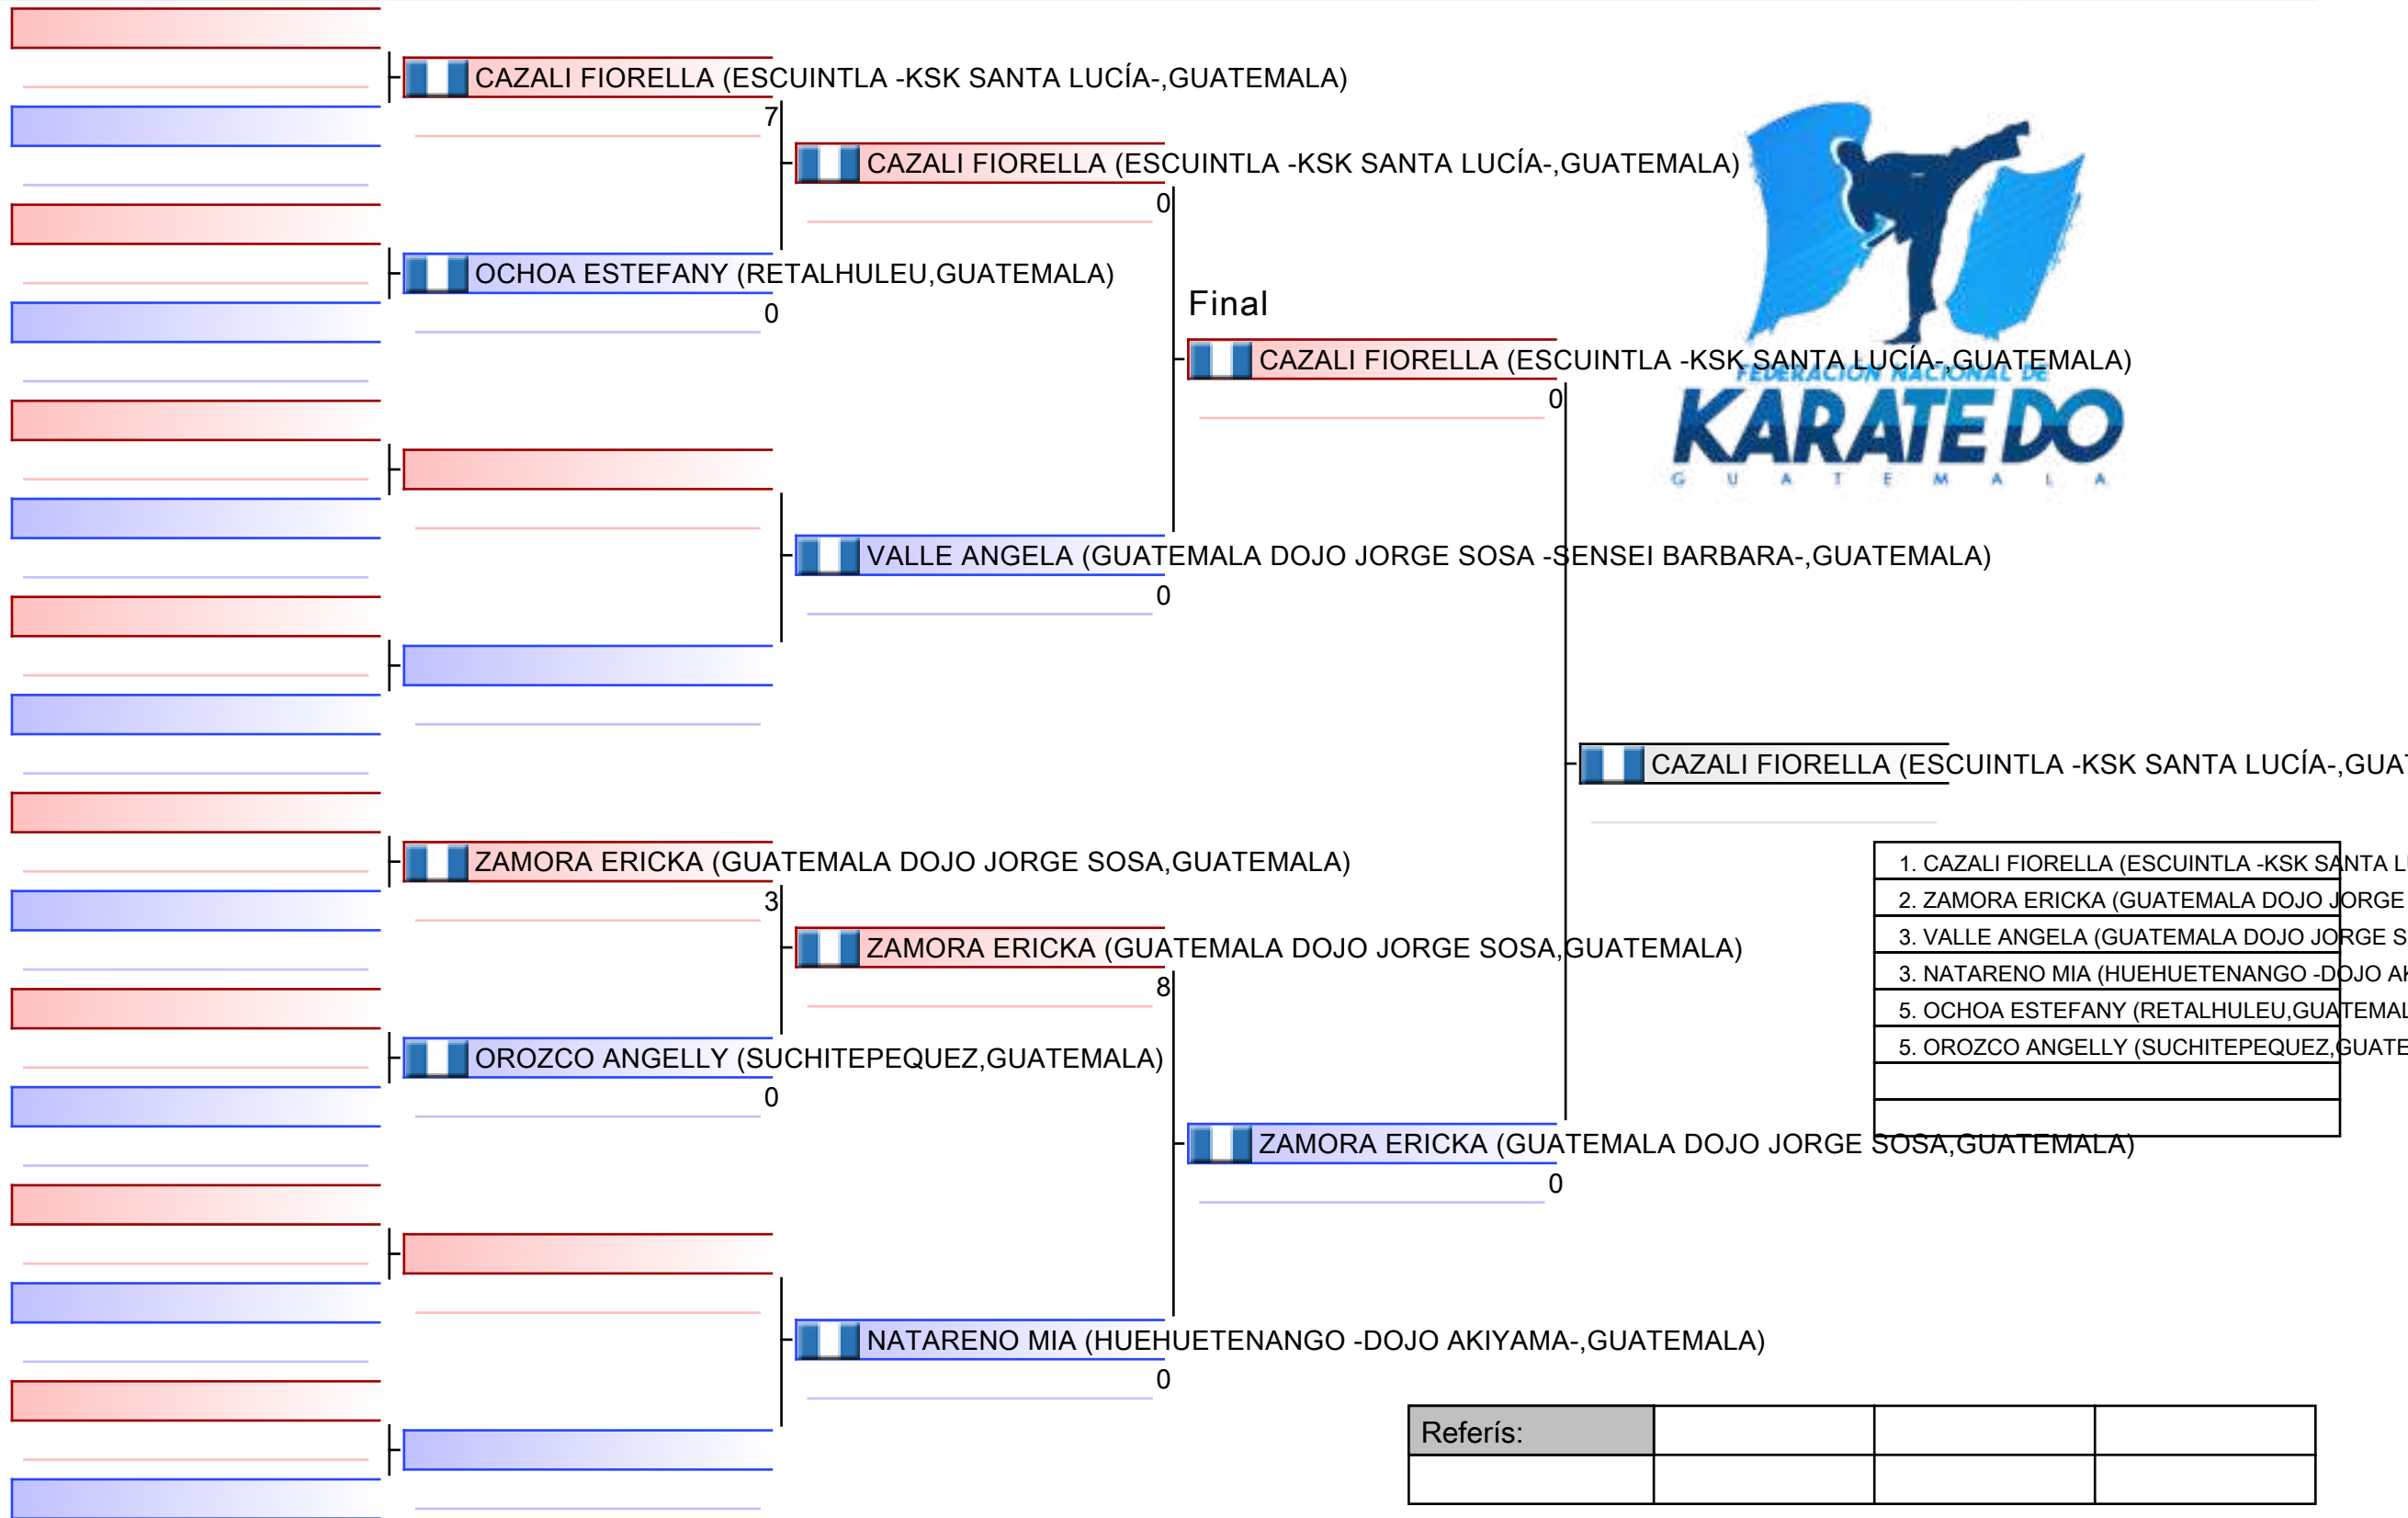 CAZALI FIORELLA (ESCUINTLA -KSK SANTA LUCÍA-,GUATEMALA)
7
CAZALI FIORELLA (ESCUINTLA -KSK SANTA LUCÍA-,GUATEMALA)
0
OCHOA ESTEFANY (RETALHULEU,GUATEMALA)
0
Final
CAZALI FIORELLA (ESCUINTLA -KSK SANTA LUCÍA-,GUATEMALA)
0
FEDERACIÓN NACIONAL DE
KARATE DO
GUATEMALA
VALLE ANGELA (GUATEMALA DOJO JORGE SOSA -SENSEI BARBARA-,GUATEMALA)
0
CAZALI FIORELLA (ESCUINTLA -KSK SANTA LUCÍA-,GUAT
ZAMORA ERICKA (GUATEMALA DOJO JORGE SOSA,GUATEMALA)
3
ZAMORA ERICKA (GUATEMALA DOJO JORGE SOSA,GUATEMALA)
8
OROZCO ANGELLY (SUCHITEPEQUEZ,GUATEMALA)
0
1. CAZALI FIORELLA (ESCUINTLA -KSK SANTA L
2. ZAMORA ERICKA (GUATEMALA DOJO JORGE
3. VALLE ANGELA (GUATEMALA DOJO JORGE S
3. NATARENO MIA (HUEHUETENANGO -DOJO AK
5. OCHOA ESTEFANY (RETALHULEU,GUATEMAL
5. OROZCO ANGELLY (SUCHITEPEQUEZ,GUATE
ZAMORA ERICKA (GUATEMALA DOJO JORGE SOSA,GUATEMALA)
0
NATARENO MIA (HUEHUETENANGO -DOJO AKIYAMA-,GUATEMALA)
0
Referís: